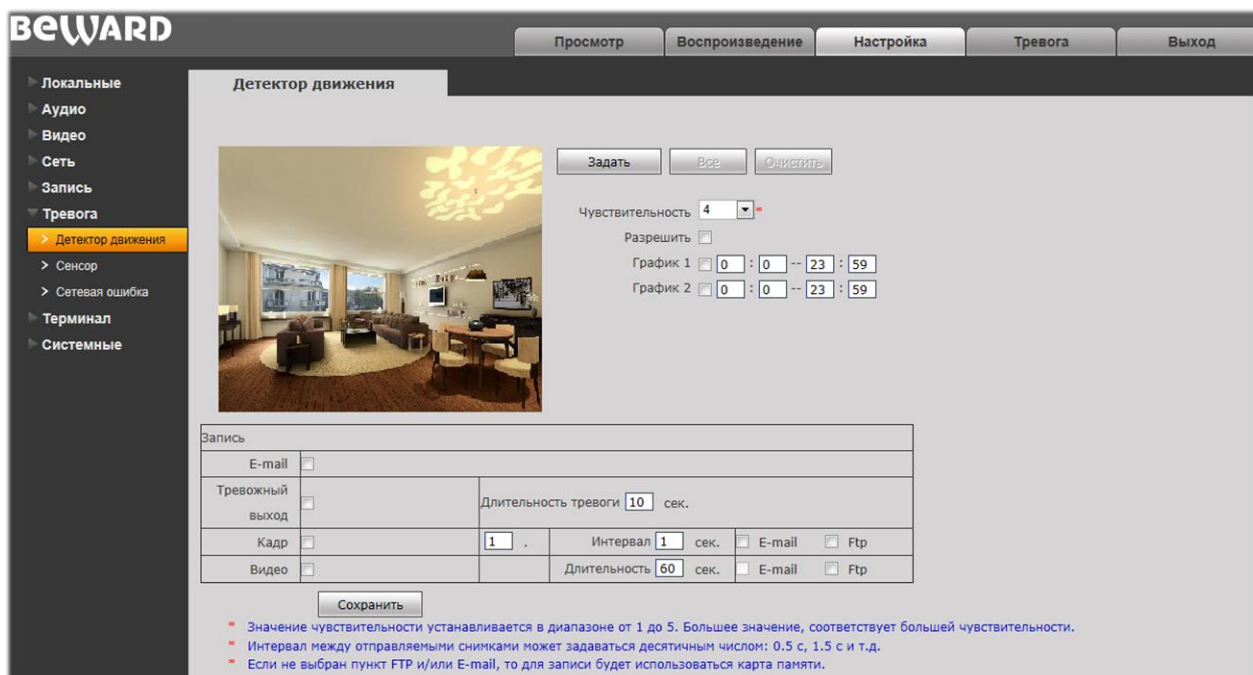 BEWARD
Просмотр Воспроизведение Настройка Тревога Выход
Локальные
Аудио
Видео
Сеть
Запись
Тревога
Детектор движения
Сенсор
Сетевая ошибка
Терминал
Системные
Детектор движения
Задать Все Очистить
Чувствительность 4 *
Разрешить
График 1 0 : 0 -- 23 : 59
График 2 0 : 0 -- 23 : 59
Запись
E-mail
Тревожный выход Длительность тревоги 10 сек.
Кадр 1 . Интервал 1 сек. E-mail Ftp
Видео Длительность 60 сек. E-mail Ftp
Сохранить
* Значение чувствительности устанавливается в диапазоне от 1 до 5. Большее значение, соответствует большей чувствительности.
* Интервал между отправляемыми снимками может задаваться десятичным числом: 0.5 с, 1.5 с и т.д.
* Если не выбран пункт FTP и/или E-mail, то для записи будет использоваться карта памяти.